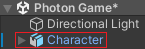 Photon Game*
Directional Light
Character